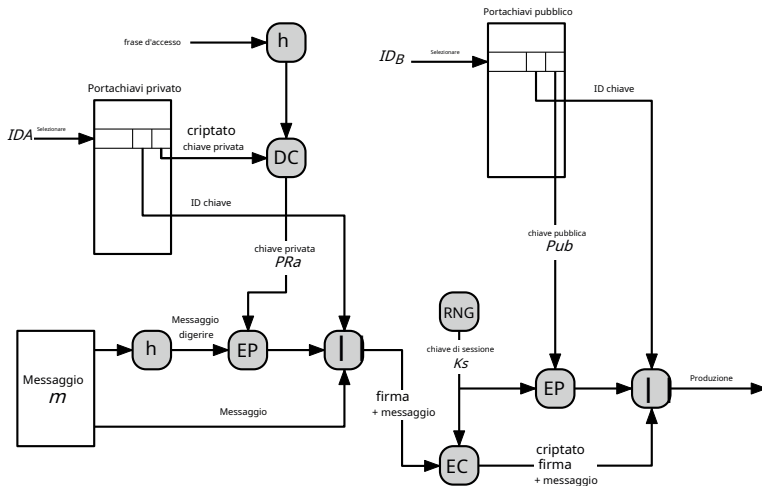 Portachiavi pubblico
frase d'accesso
h
ID_B
Selezionare
Portachiavi privato
ID chiave
IDA
Selezionare
criptato
chiave privata
DC
ID chiave
chiave privata
PRa
chiave pubblica
Pub
RNG
Messaggio
digerire
h
EP
||
chiave di sessione
Ks
Messaggio
m
EP
||
Produzione
firma
+ messaggio
Messaggio
EC
criptato
firma
+ messaggio